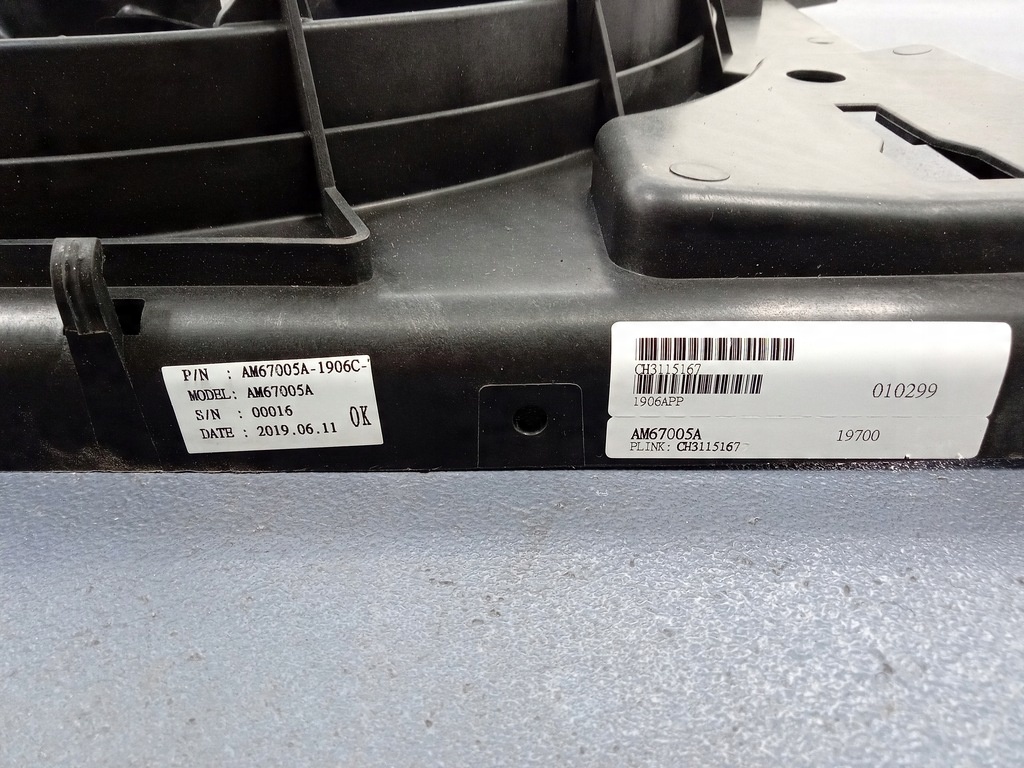 P/N : AM67005A-1906C-
MODEL: AM67005A
S/N : 00016
DATE : 2019.06.11
OK
CH3115167
1906APP
010299
AM67005A
19700
PLINK: CH3115167